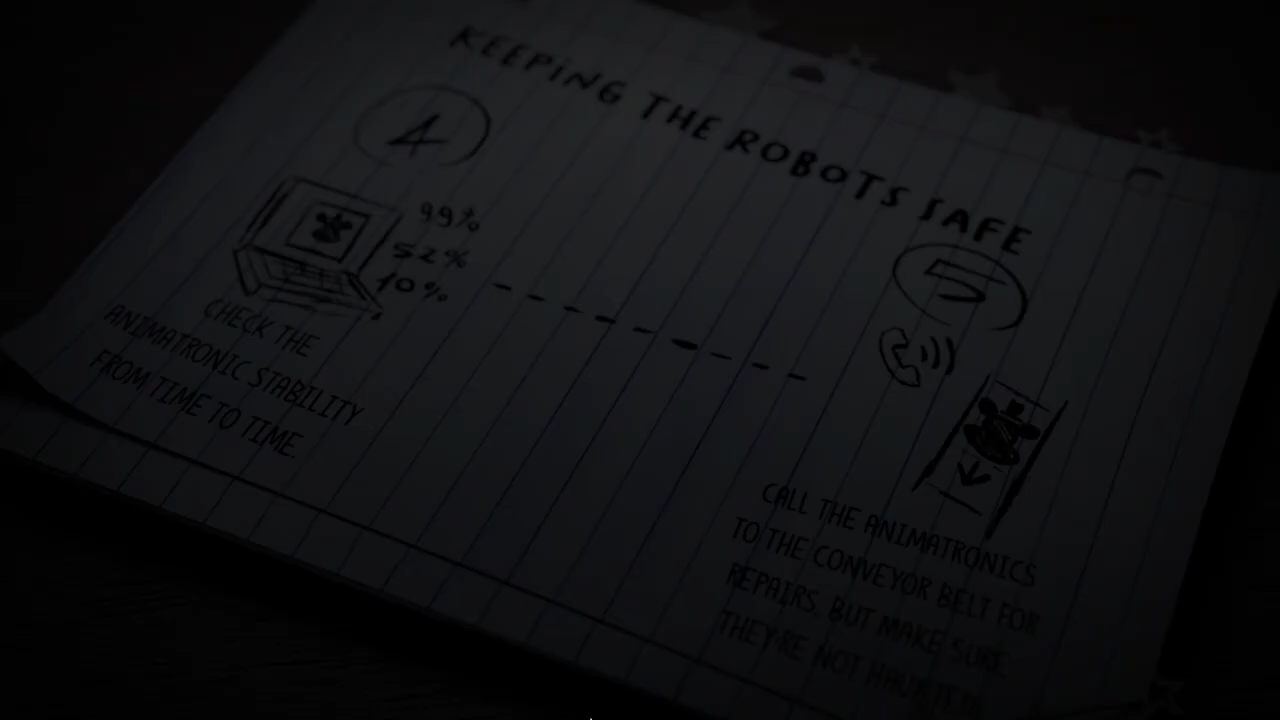 KEEPING THE ROBOTS SAFE
4
99%
52%
10%
CHECK THE
ANIMATRONIC STABILITY
FROM TIME TO TIME.
5
CALL THE ANIMATRONICS
TO THE CONVEYOR BELT FOR
REPAIRS, BUT MAKE SURE
THEY'RE NOT HAUNTED.